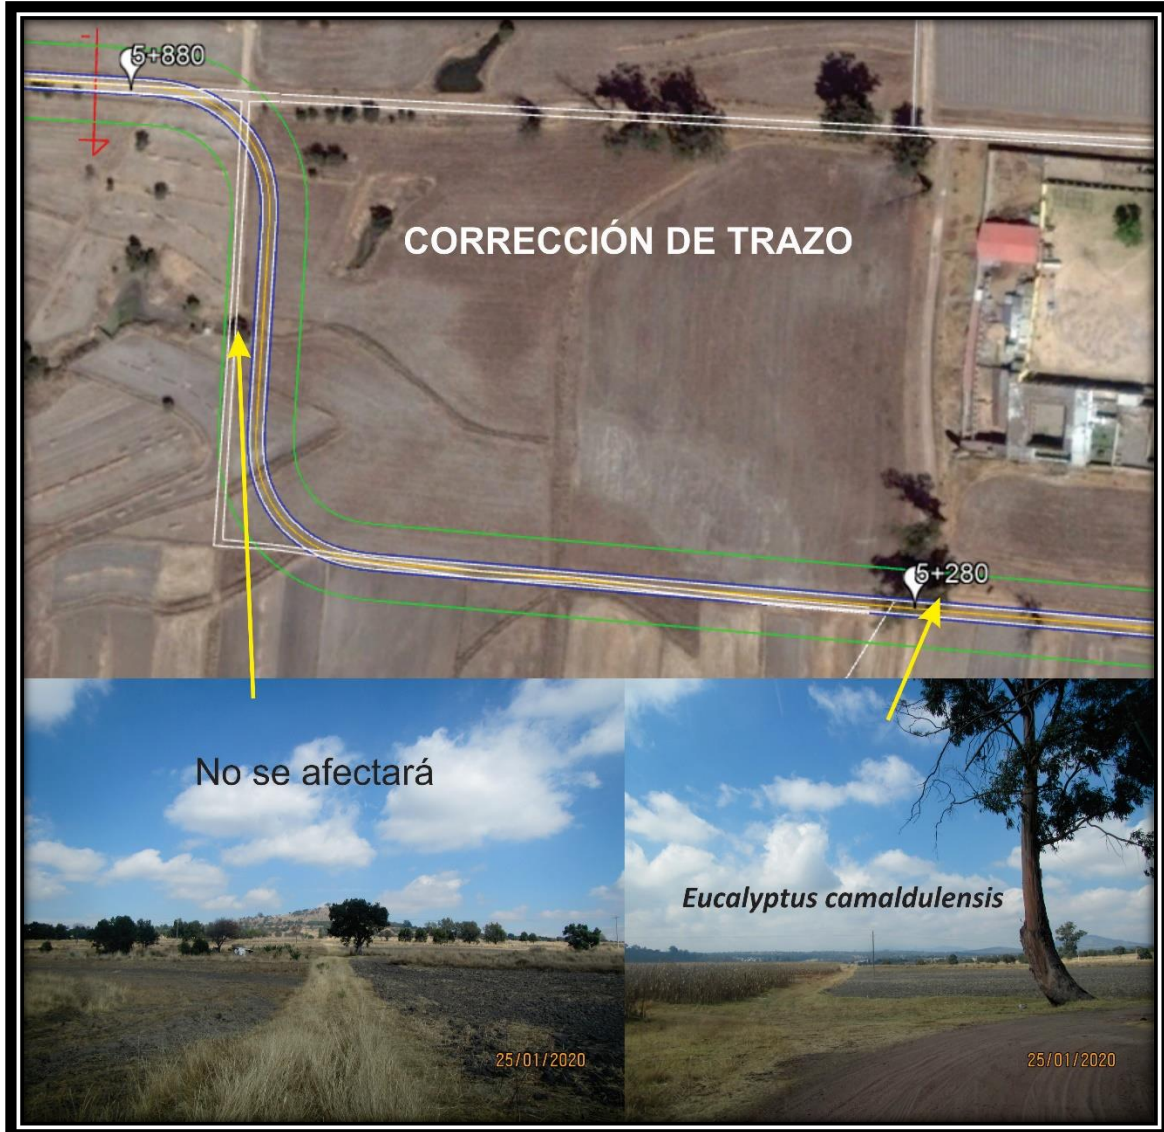 5+880
CORRECCIÓN DE TRAZO
5+280
No se afectará
Eucalyptus camaldulensis
25/01/2020
25/01/2020